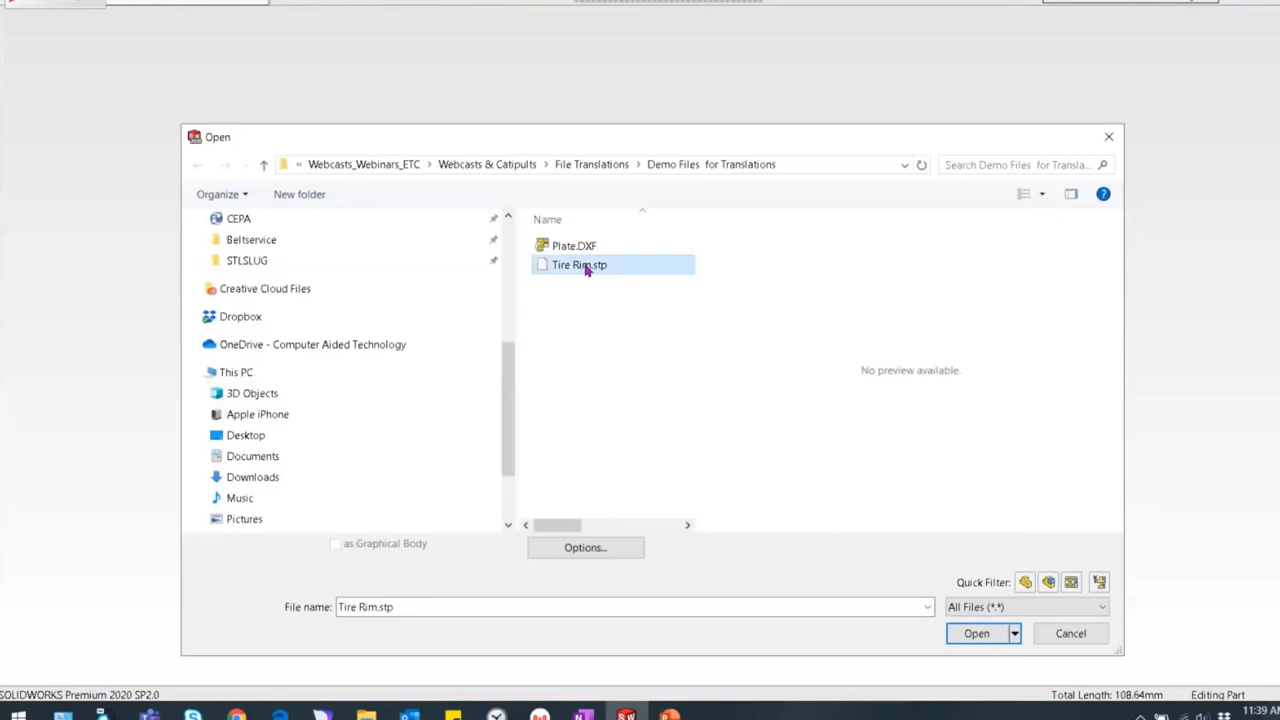 Open
« Webcasts_Webinars_ETC > Webcasts & Catipults > File Translations > Demo Files for Translations
Search Demo Files for Transla...
Organize
New folder
CEPA
Beltservice
STLSLUG
Creative Cloud Files
Dropbox
OneDrive - Computer Aided Technology
This PC
3D Objects
Apple iPhone
Desktop
Documents
Downloads
Music
Pictures
Name
Plate.DXF
Tire Rim.stp
No preview available.
as Graphical Body
Options...
Quick Filter:
File name: Tire Rim.stp
All Files (*.*)
Open
Cancel
SOLIDWORKS Premium 2020 SP2.0
Total Length: 108.64mm
Editing Part
11:39 A